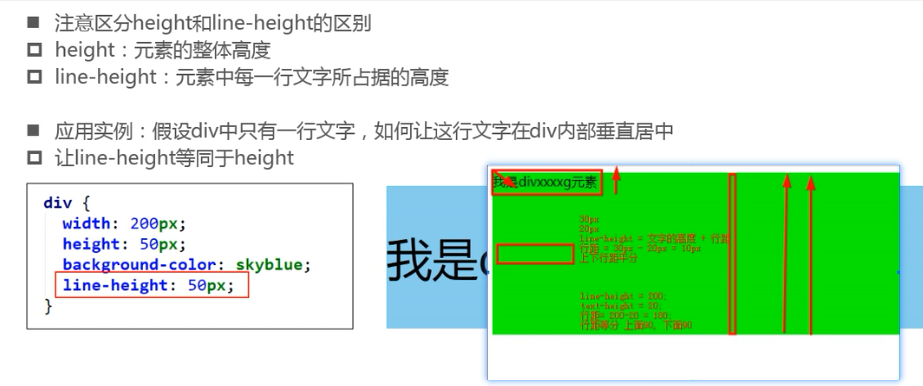 注意区分height和line-height的区别
height：元素的整体高度
line-height：元素中每一行文字所占据的高度
应用实例：假设div中只有一行文字，如何让这行文字在div内部垂直居中
让line-height等同于height
div {
width: 200px;
height: 50px;
background-color: skyblue;
line-height: 50px;
}
我是d
我是divxxxxg元素
30px
20px
line-height = 文字的高度 + 行距
行距 = 30px - 20px = 10px
上下行距平分
line-height = 200;
text-height = 20;
行距= 200-20 = 180,
行距等分 上面90, 下面90